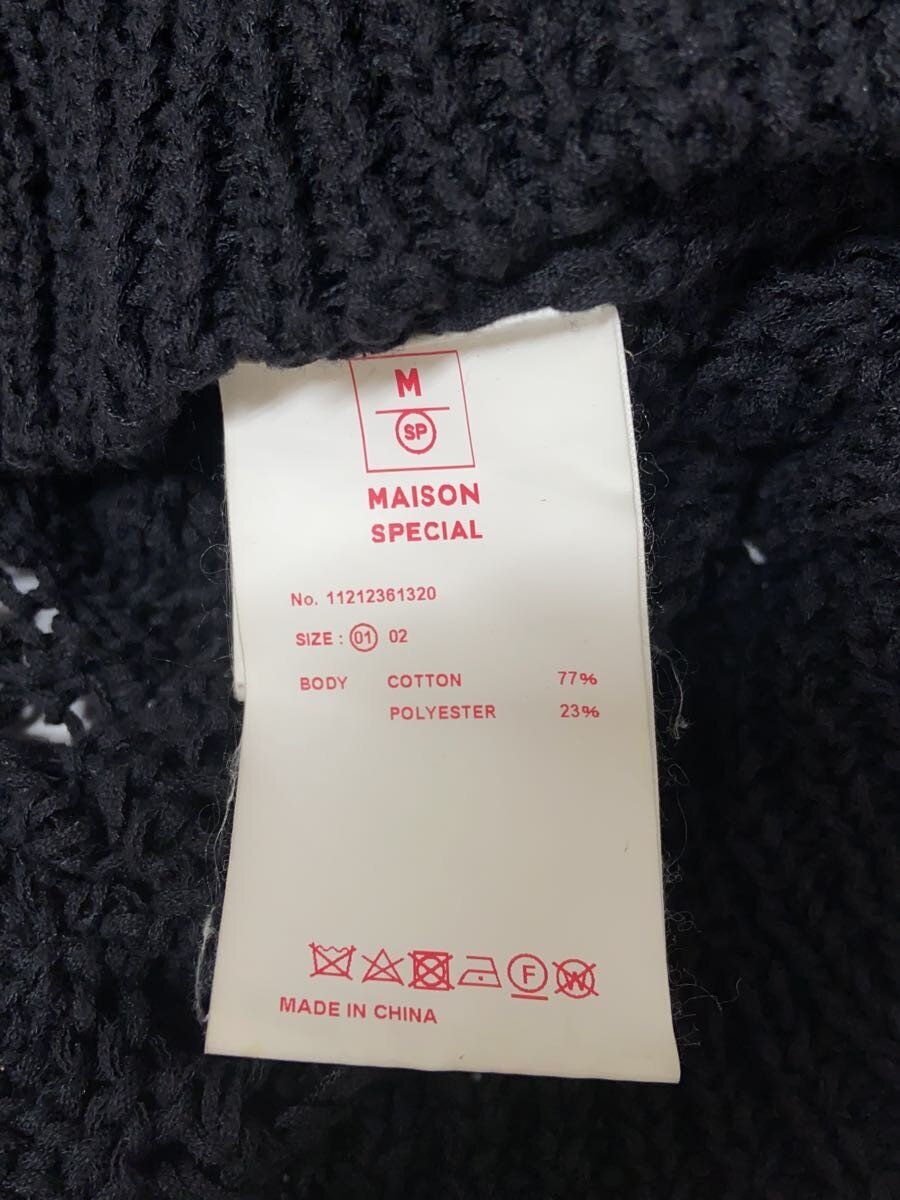 M
SP
MAISON
SPECIAL
No. 11212361320
SIZE : 01 02
BODY COTTON 77%
POLYESTER 23%
F W
MADE IN CHINA